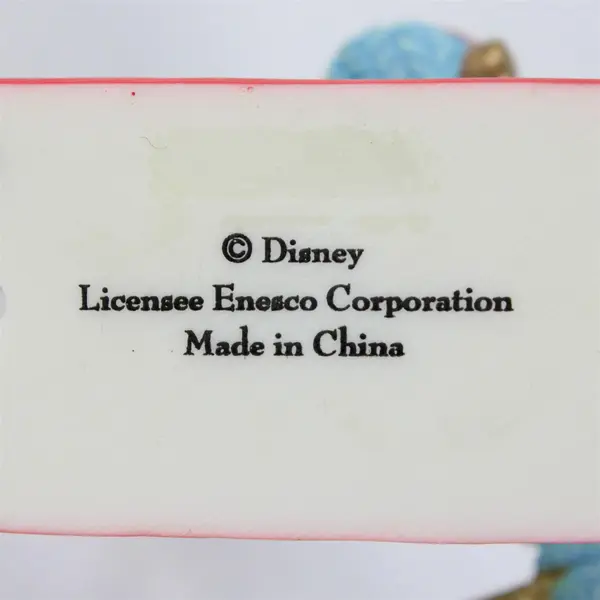 © Disney
Licensee Enesco Corporation
Made in China